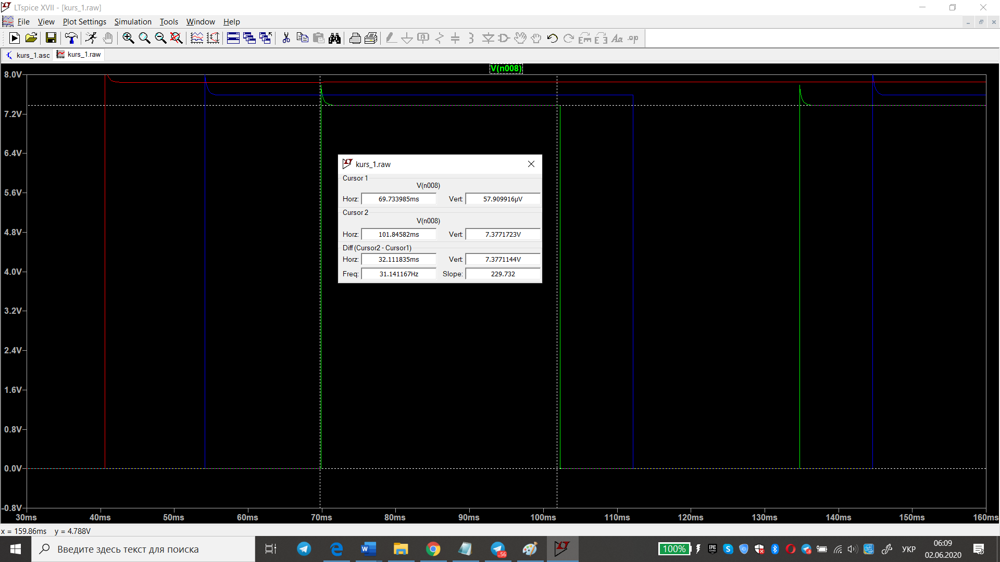 LTspice XVII - [kurs_1.raw]
File View Plot Settings Simulation Tools Window Help
kurs_1.asc kurs_1.raw
V(n008)
8.0V
7.2V
6.4V
5.6V
4.8V
4.0V
3.2V
2.4V
1.6V
0.8V
0.0V
-0.8V
30ms 40ms 50ms 60ms 70ms 80ms 90ms 100ms 110ms 120ms 130ms 140ms 150ms 160ms
kurs_1.raw
Cursor 1
V(n008)
Horz: 69.733985ms Vert: 57.909916µV
Cursor 2
V(n008)
Horz: 101.84582ms Vert: 7.3771723V
Diff (Cursor2 - Cursor1)
Horz: 32.111835ms Vert: 7.3771144V
Freq: 31.141167Hz Slope: 229.732
x = 159.86ms y = 4.788V
Введите здесь текст для поиска
100%
УКР
06:09
02.06.2020